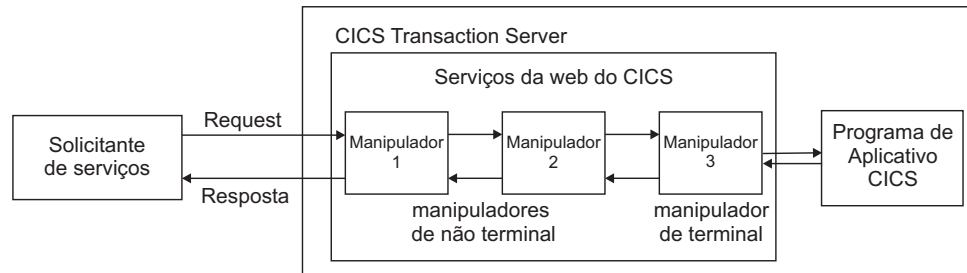 CICS Transaction Server
Serviços da web do CICS
Solicitante
de serviços
Request
Resposta
Manipulador
1
Manipulador
2
Manipulador
3
manipuladores
de não terminal
manipulador
de terminal
Programa de
Aplicativo
CICS